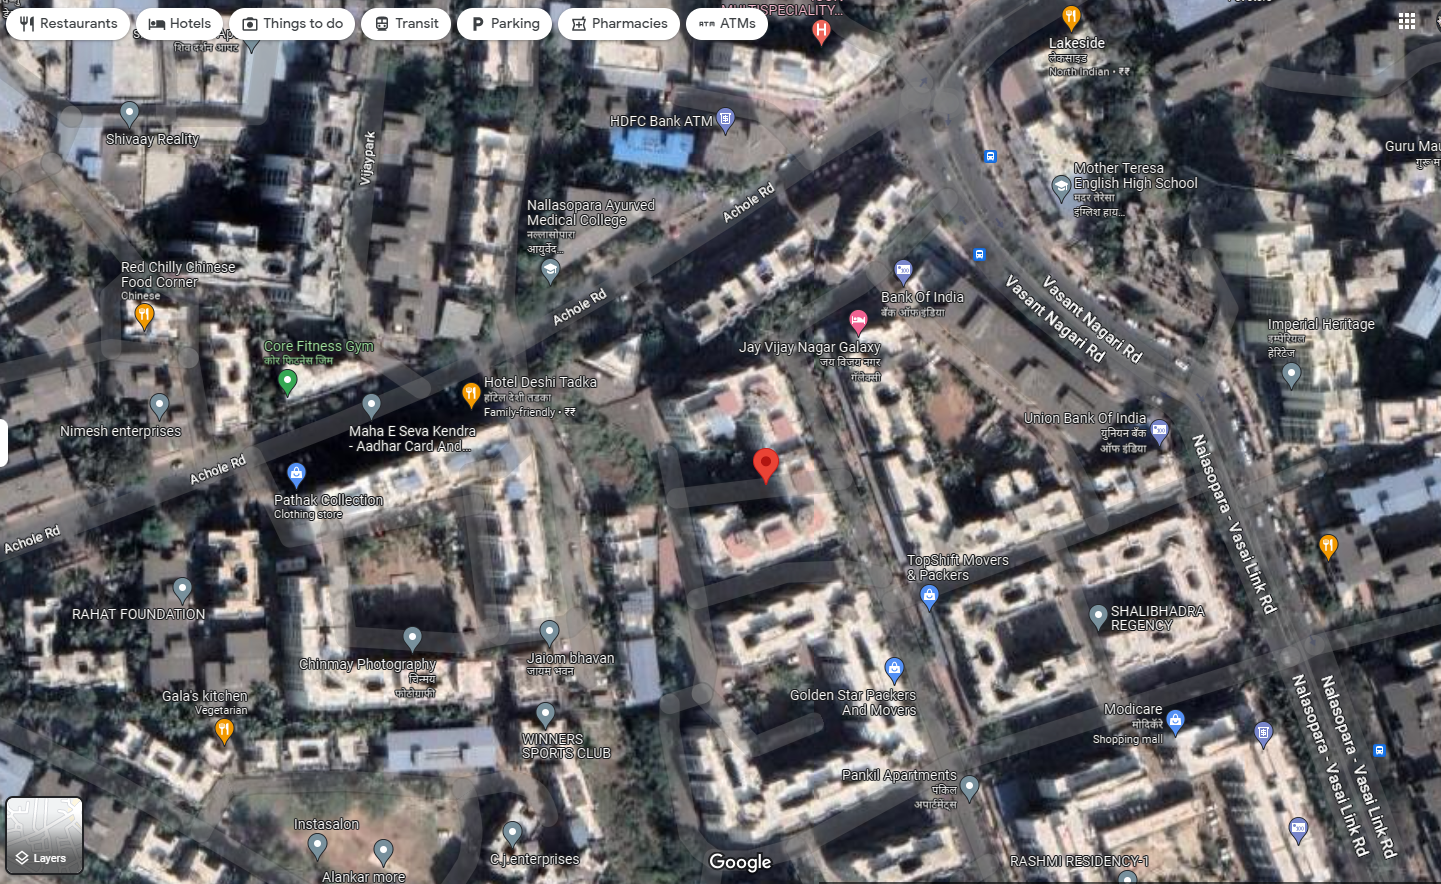 Restaurants
Hotels
Things to do
Transit
Parking
Pharmacies
ATMs
MULTISPECIALITY...
Lakeside
लेकसाइड
North Indian • ₹₹
शिव दर्शन आपट
Shivaay Reality
Vijaypark
HDFC Bank ATM
Guru Mau
Mother Teresa
English High School
मदर तेरेसा
इंग्लिश हाय...
Achole Rd
Nallasopara Ayurved
Medical College
नल्लासोपारा
आयुर्वेद...
Red Chilly Chinese
Food Corner
Chinese
Achole Rd
Bank Of India
बँक ऑफ इंडिया
Vasant Nagari Rd
Vasant Nagari Rd
Imperial Heritage
इम्पेरियल
हेरिटेज
Core Fitness Gym
कोर फिटनेस जिम
Jay Vijay Nagar Galaxy
जय विजय नगर
गॅलेक्सी
Hotel Deshi Tadka
हॉटेल देशी तडका
Family-friendly • ₹₹
Nimesh enterprises
Maha E Seva Kendra
- Aadhar Card And...
Union Bank Of India
युनियन बँक
ऑफ इंडिया
Achole Rd
Pathak Collection
Clothing store
Nalasopara - Vasai Link Rd
Achole Rd
TopShift Movers
& Packers
RAHAT FOUNDATION
SHALIBHADRA
REGENCY
Chinmay Photography
चिन्मय
फोटोग्राफी
Jaiom bhavan
जायम भवन
Gala's kitchen
Vegetarian
Golden Star Packers
And Movers
Modicare
मोदिकेॅरे
Shopping mall
Nalasopara - Vasai Link Rd
Nalasopara - Vasai Link Rd
WINNERS
SPORTS CLUB
Pankil Apartments
पंकिल
अपार्टमेंट्स
Instasalon
Layers
C.j.enterprises
Google
RASHMI RESIDENCY-1
Alankar more